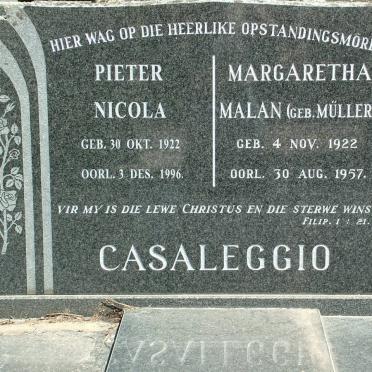 HIER WAG OP DIE HEERLIKE OPSTANDINGSMÔRE
PIETER
NICOLA
GEB. 30 OKT. 1922
OORL. 3 DES. 1996.
MARGARETHA
MALAN (GEB. MÜLLER
GEB. 4 NOV. 1922
OORL. 30 AUG. 1957.
VIR MY IS DIE LEWE CHRISTUS EN DIE STERWE WINS
FILIP. 1 : 21.
CASALEGGIO